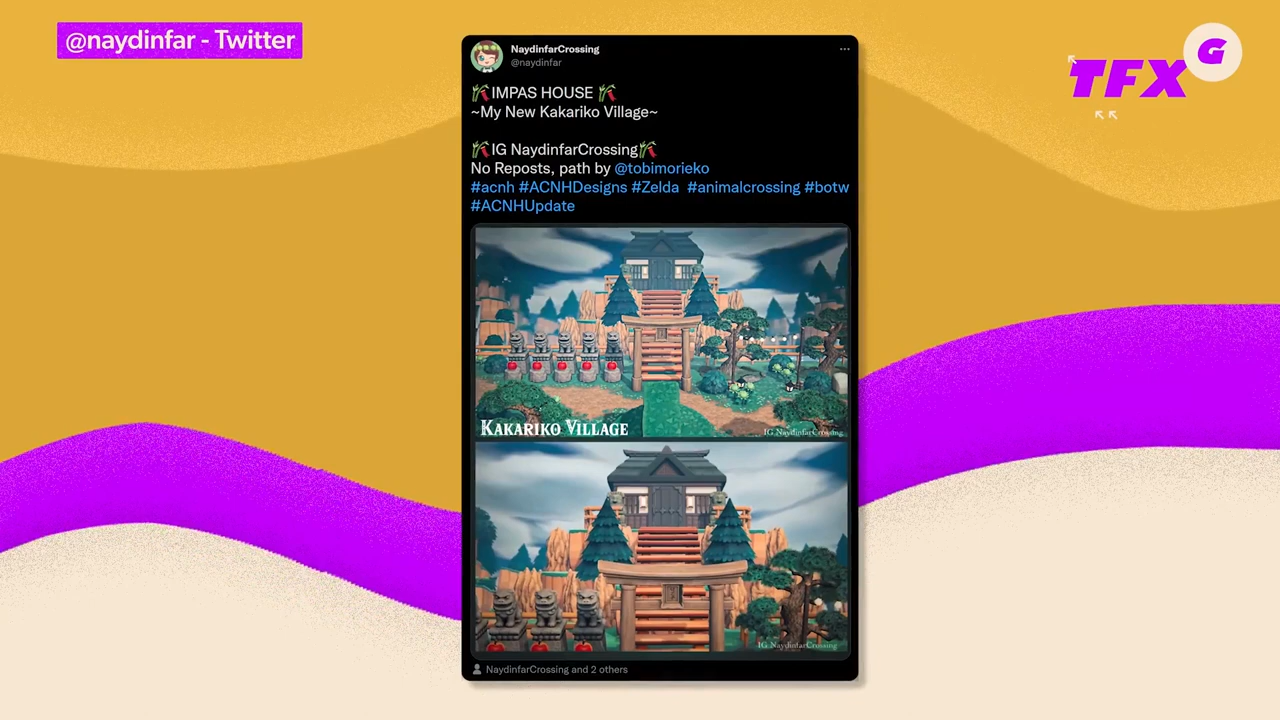 @naydinfar - Twitter
TFX
G
NaydinfarCrossing
@naydinfar
IMPAS HOUSE
~My New Kakariko Village~
IG NaydinfarCrossing
No Reposts, path by @tobimorieko
#acnh #ACNHDesigns #Zelda #animalcrossing #botw
#ACNHUpdate
KAKARIKO VILLAGE
IG NaydinfarCrossing
IG NaydinfarCrossing
NaydinfarCrossing and 2 others